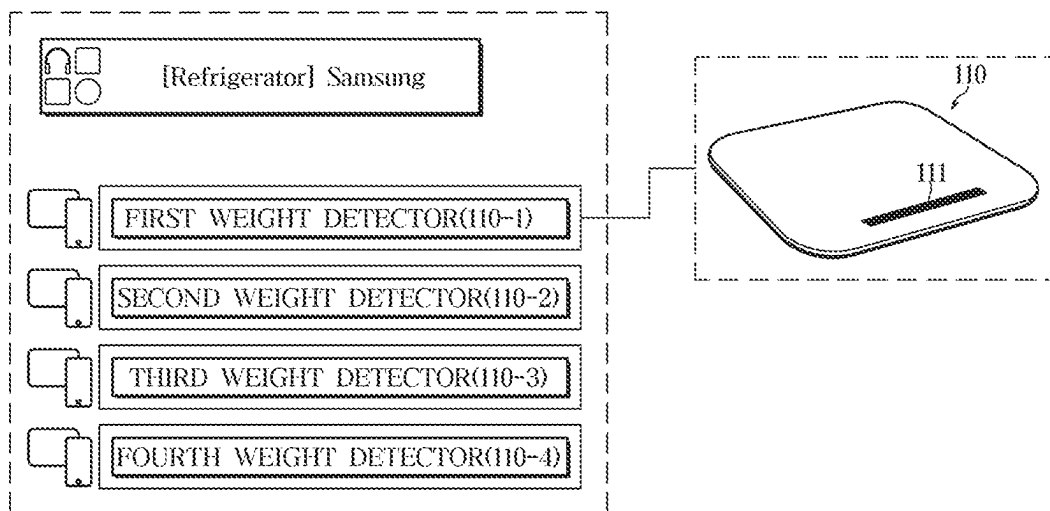 [Refrigerator] Samsung
110
111
FIRST WEIGHT DETECTOR(110-1)
SECOND WEIGHT DETECTOR(110-2)
THIRD WEIGHT DETECTOR(110-3)
FOURTH WEIGHT DETECTOR(110-4)